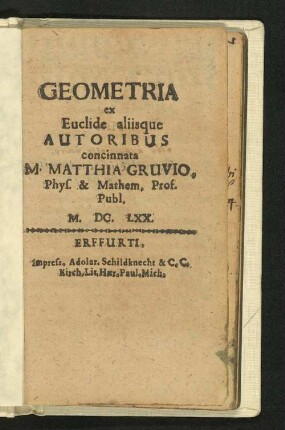 GEOMETRIA
ex
Euclide aliisque
AUTORIBUS
concinnata
M. MATTHIA GRUVIO,
Phyſ. & Mathem, Prof.
Publ,
M. DC. LXX.
ERFFURTI,
Impreſs. Adolar. Schildknecht & C. C.
Kirſch, Lit, Hær, Paul, Mich,